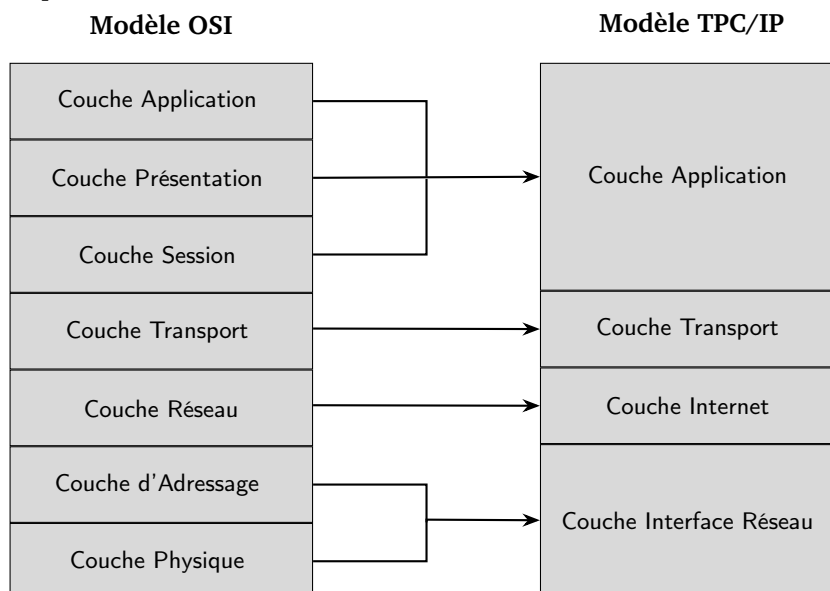 Modèle OSI
Modèle TPC/IP
Couche Application
Couche Présentation
Couche Session
Couche Transport
Couche Réseau
Couche d'Adressage
Couche Physique
Couche Application
Couche Transport
Couche Internet
Couche Interface Réseau